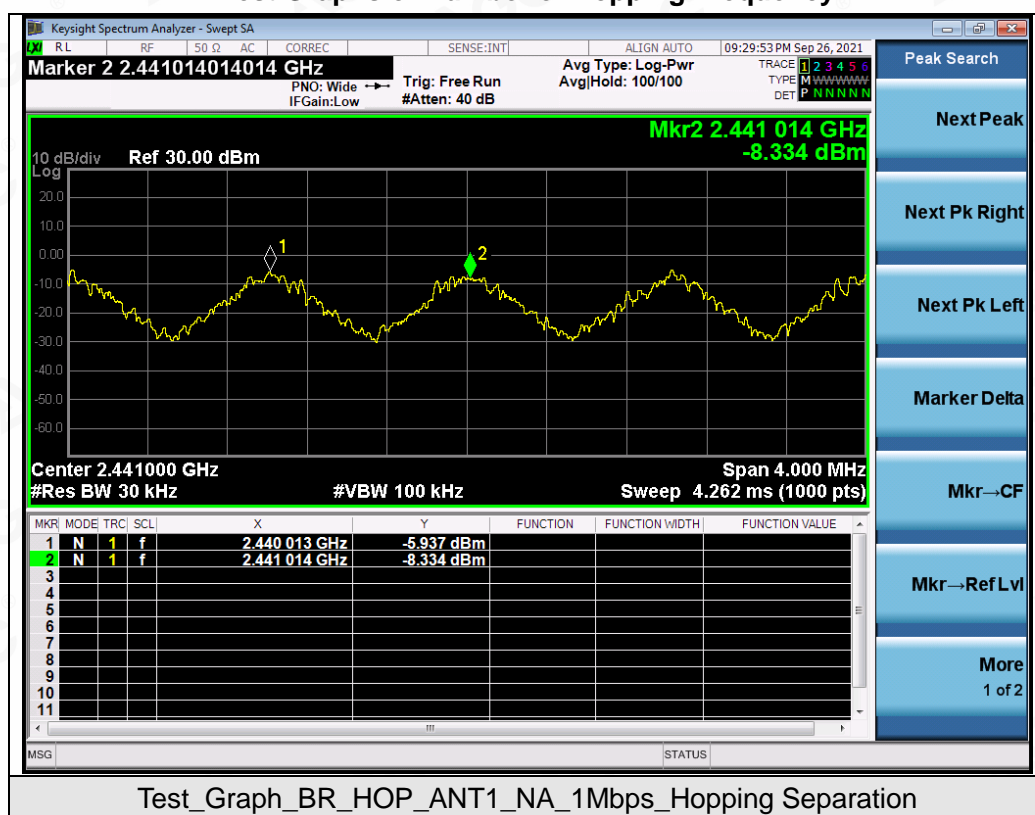 Keysight Spectrum Analyzer - Swept SA
LXI RL RF 50 Ω AC CORREC SENSE:INT ALIGN AUTO 09:29:53 PM Sep 26, 2021
Marker 2 2.441014014014 GHz
PNO: Wide
IFGain:Low
Trig: Free Run
#Atten: 40 dB
Avg Type: Log-Pwr
Avg|Hold: 100/100
TRACE 1 2 3 4 5 6
TYPE M WWWWW
DET P N N N N N
Peak Search
Mkr2 2.441 014 GHz
-8.334 dBm
10 dB/div Ref 30.00 dBm
Log
20.0
10.0
0.00
-10.0
-20.0
-30.0
-40.0
-50.0
-60.0
1
2
Center 2.441000 GHz Span 4.000 MHz
#Res BW 30 kHz #VBW 100 kHz Sweep 4.262 ms (1000 pts)
MKR MODE TRC SCL X Y FUNCTION FUNCTION WIDTH FUNCTION VALUE
1 N 1 f 2.440 013 GHz -5.937 dBm
2 N 1 f 2.441 014 GHz -8.334 dBm
3
4
5
6
7
8
9
10
11
MSG STATUS
Next Peak
Next Pk Right
Next Pk Left
Marker Delta
Mkr→CF
Mkr→Ref Lvl
More
1 of 2
Test_Graph_BR_HOP_ANT1_NA_1Mbps_Hopping Separation